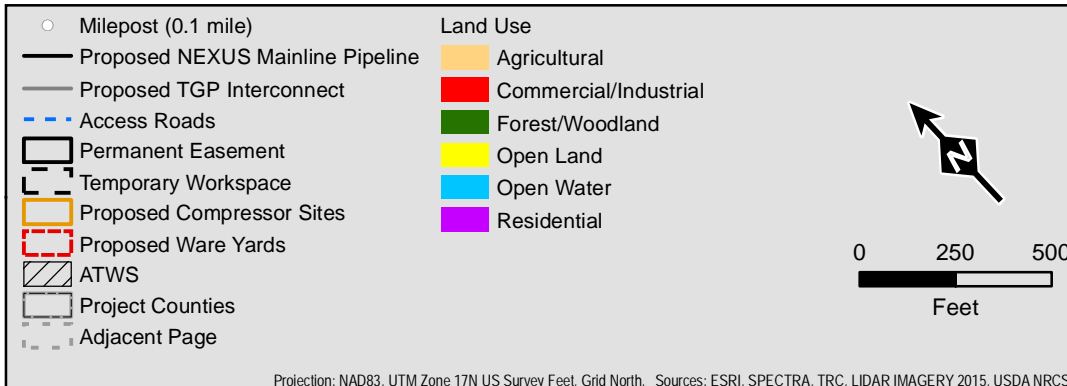 Milepost (0.1 mile)
Proposed NEXUS Mainline Pipeline
Proposed TGP Interconnect
Access Roads
Permanent Easement
Temporary Workspace
Proposed Compressor Sites
Proposed Ware Yards
ATWS
Project Counties
Adjacent Page
Land Use
Agricultural
Commercial/Industrial
Forest/Woodland
Open Land
Open Water
Residential
N
0 250 500
Feet
Projection: NAD83, UTM Zone 17N US Survey Feet, Grid North, Sources: ESRI, SPECTRA, TRC, LIDAR IMAGERY 2015, USDA NRCS